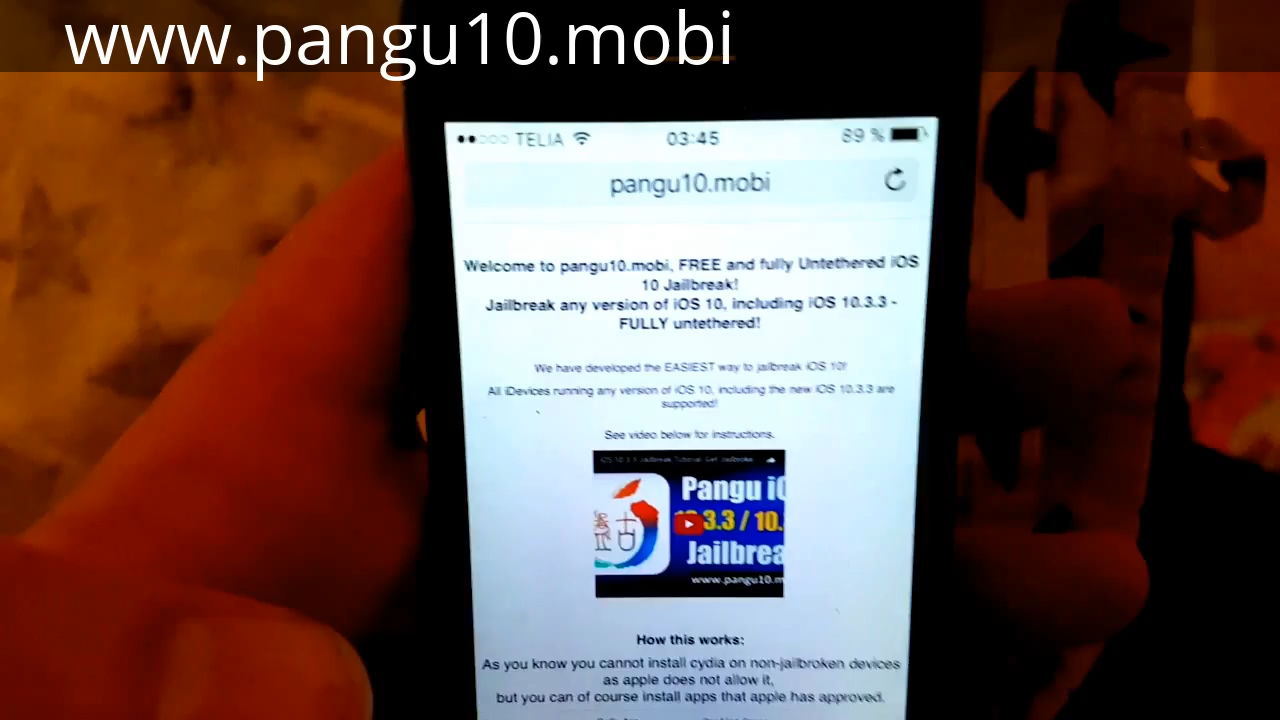 www.pangu10.mobi
TELIA 03:45 89 %
pangu10.mobi
Welcome to pangu10.mobi, FREE and fully Untethered iOS
10 Jailbreak!
Jailbreak any version of iOS 10, including iOS 10.3.3 -
FULLY untethered!
We have developed the EASIEST way to jailbreak iOS 10!
All iDevices running any version of iOS 10, including the new iOS 10.3.3 are
supported!
See video below for instructions.
Pangu iO
3.3 / 10.
Jailbrea
www.pangu10.m
How this works:
As you know you cannot install cydia on non-jailbroken devices
as apple does not allow it,
but you can of course install apps that apple has approved.